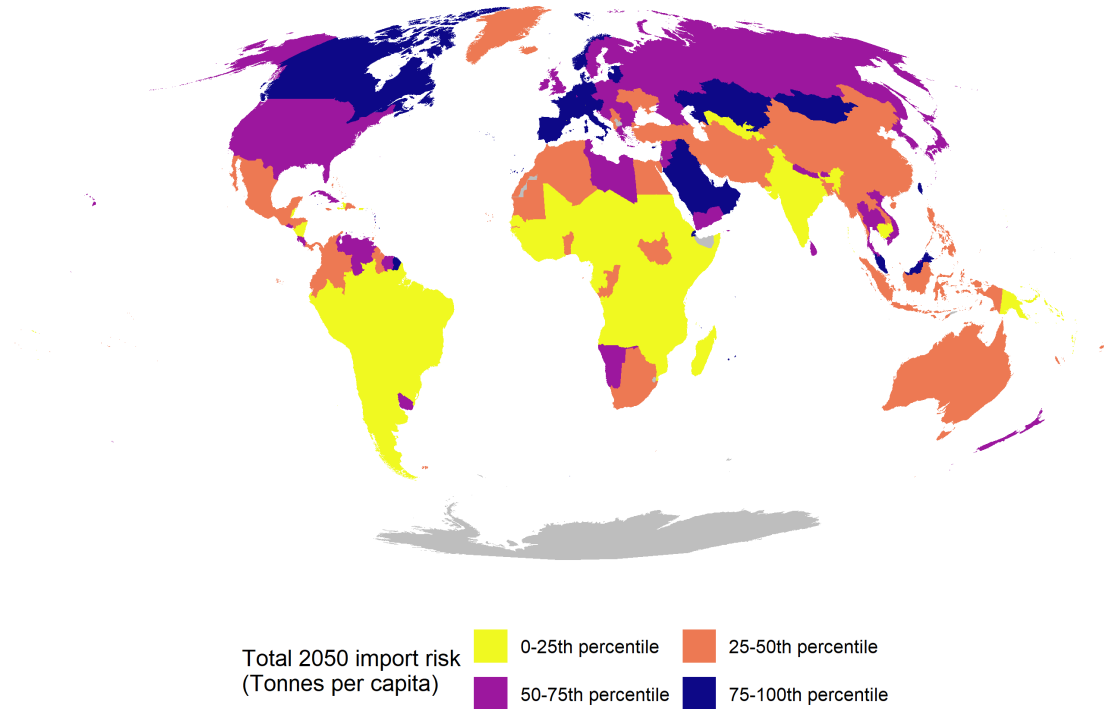 Total 2050 import risk
(Tonnes per capita)
0-25th percentile
25-50th percentile
50-75th percentile
75-100th percentile